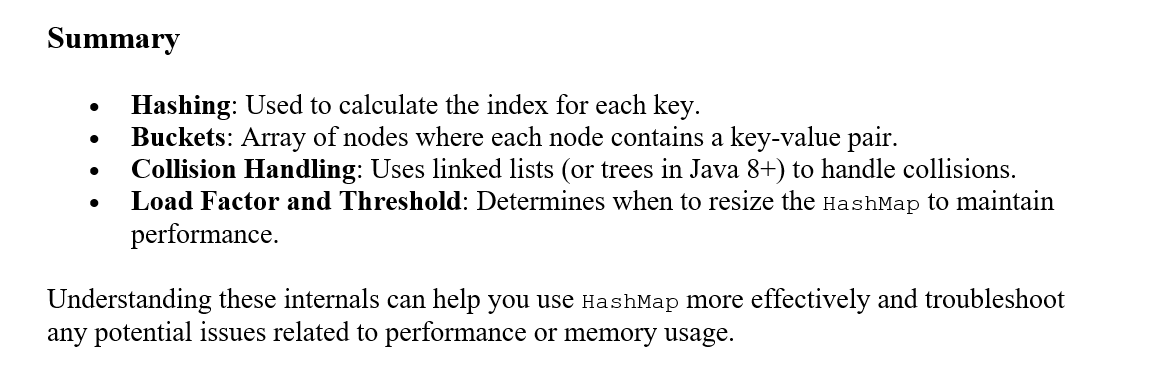 Summary
• Hashing: Used to calculate the index for each key.
• Buckets: Array of nodes where each node contains a key-value pair.
• Collision Handling: Uses linked lists (or trees in Java 8+) to handle collisions.
• Load Factor and Threshold: Determines when to resize the HashMap to maintain
performance.
Understanding these internals can help you use HashMap more effectively and troubleshoot
any potential issues related to performance or memory usage.